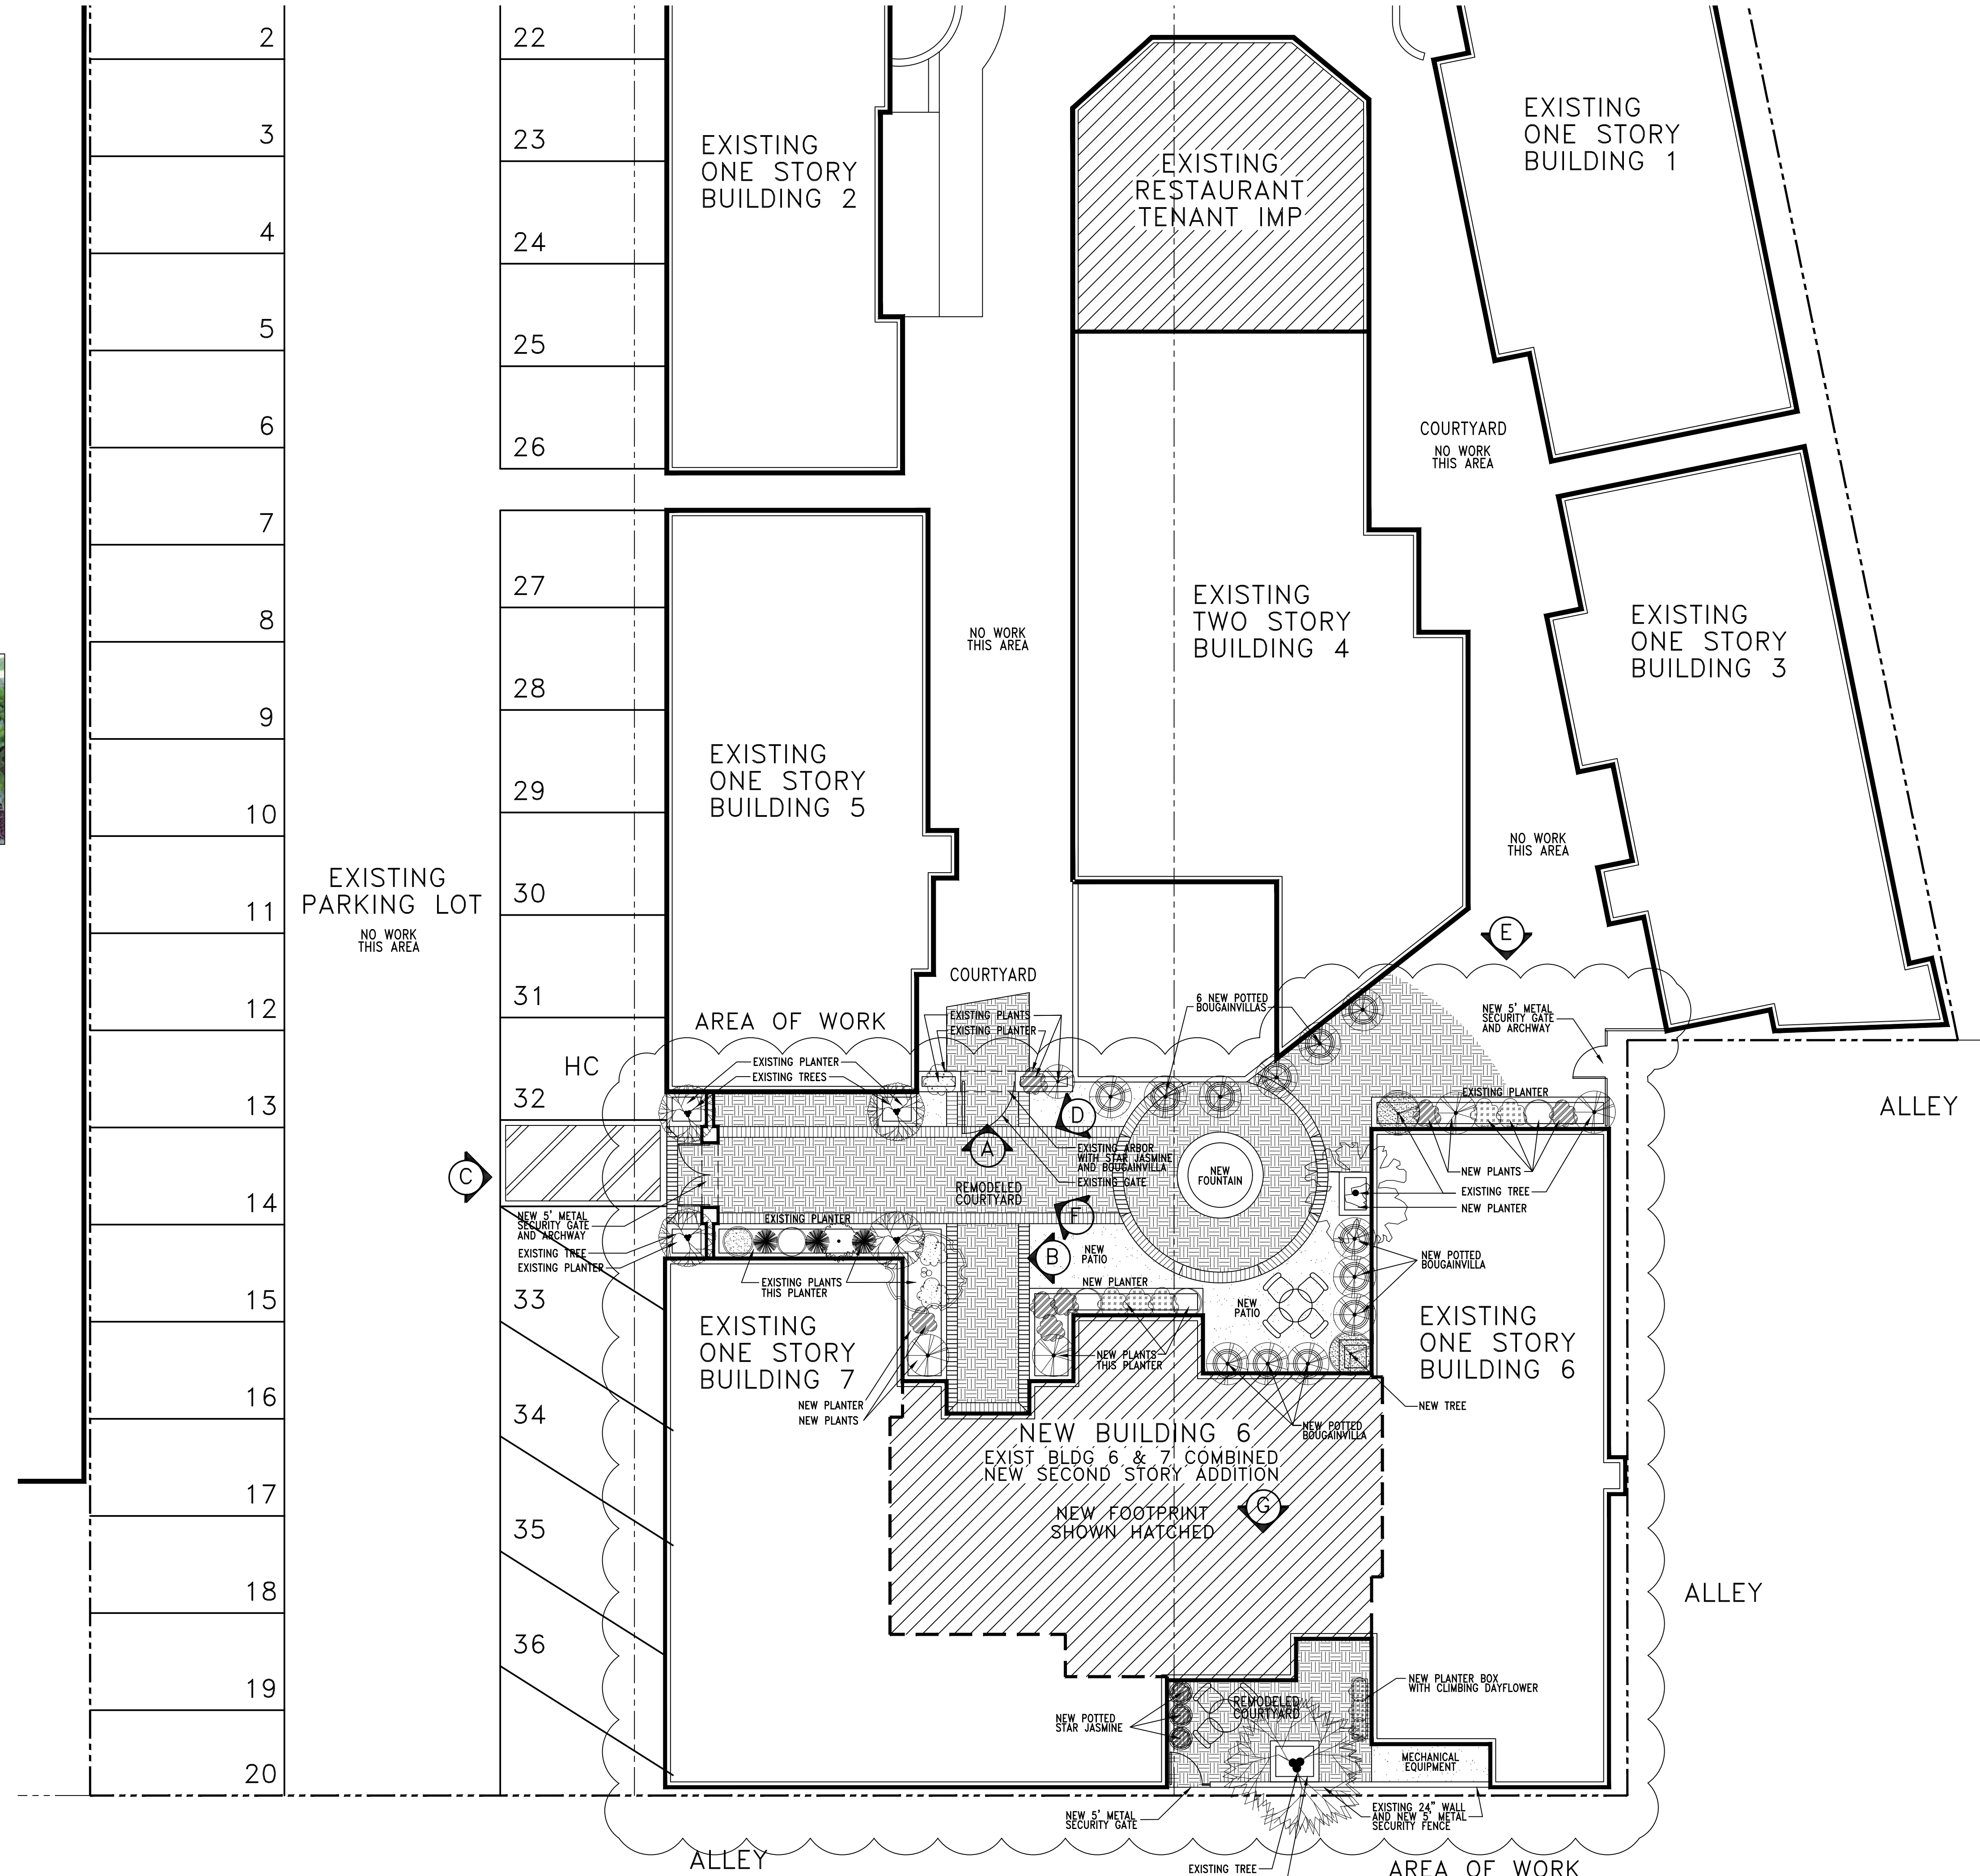 2
3
4
5
6
7
8
9
10
11
12
13
14
15
16
17
18
19
20
22
23
24
25
26
27
28
29
30
31
HC
32
33
34
35
36
EXISTING
PARKING LOT
NO WORK
THIS AREA
EXISTING
ONE STORY
BUILDING 2
EXISTING
RESTAURANT
TENANT IMP
EXISTING
ONE STORY
BUILDING 1
COURTYARD
NO WORK
THIS AREA
EXISTING
TWO STORY
BUILDING 4
EXISTING
ONE STORY
BUILDING 3
NO WORK
THIS AREA
EXISTING
ONE STORY
BUILDING 5
NO WORK
THIS AREA
E
COURTYARD
AREA OF WORK
EXISTING PLANTS
EXISTING PLANTER
6 NEW POTTED
BOUGAINVILLAS
NEW 5' METAL
SECURITY GATE
AND ARCHWAY
EXISTING PLANTER
EXISTING TREES
EXISTING PLANTER
ALLEY
D
A
C
EXISTING ARBOR
WITH STAR JASMINE
AND BOUGAINVILLA
EXISTING GATE
REMODELED
COURTYARD
NEW
FOUNTAIN
NEW PLANTS
EXISTING TREE
NEW PLANTER
NEW 5' METAL
SECURITY GATE
AND ARCHWAY
EXISTING TREE
EXISTING PLANTER
EXISTING PLANTER
F
B
NEW
PATIO
NEW POTTED
BOUGAINVILLA
EXISTING PLANTS
THIS PLANTER
NEW PLANTER
NEW
PATIO
EXISTING
ONE STORY
BUILDING 7
EXISTING
ONE STORY
BUILDING 6
NEW PLANTS
THIS PLANTER
NEW PLANTER
NEW PLANTS
NEW TREE
NEW POTTED
BOUGAINVILLA
NEW BUILDING 6
EXIST BLDG 6 & 7 COMBINED
NEW SECOND STORY ADDITION
NEW FOOTPRINT
SHOWN HATCHED
G
ALLEY
NEW PLANTER BOX
WITH CLIMBING DAYFLOWER
REMODELED
COURTYARD
NEW POTTED
STAR JASMINE
MECHANICAL
EQUIPMENT
NEW 5' METAL
SECURITY GATE
EXISTING 24" WALL
AND NEW 5' METAL
SECURITY FENCE
ALLEY
EXISTING TREE
AREA OF WORK